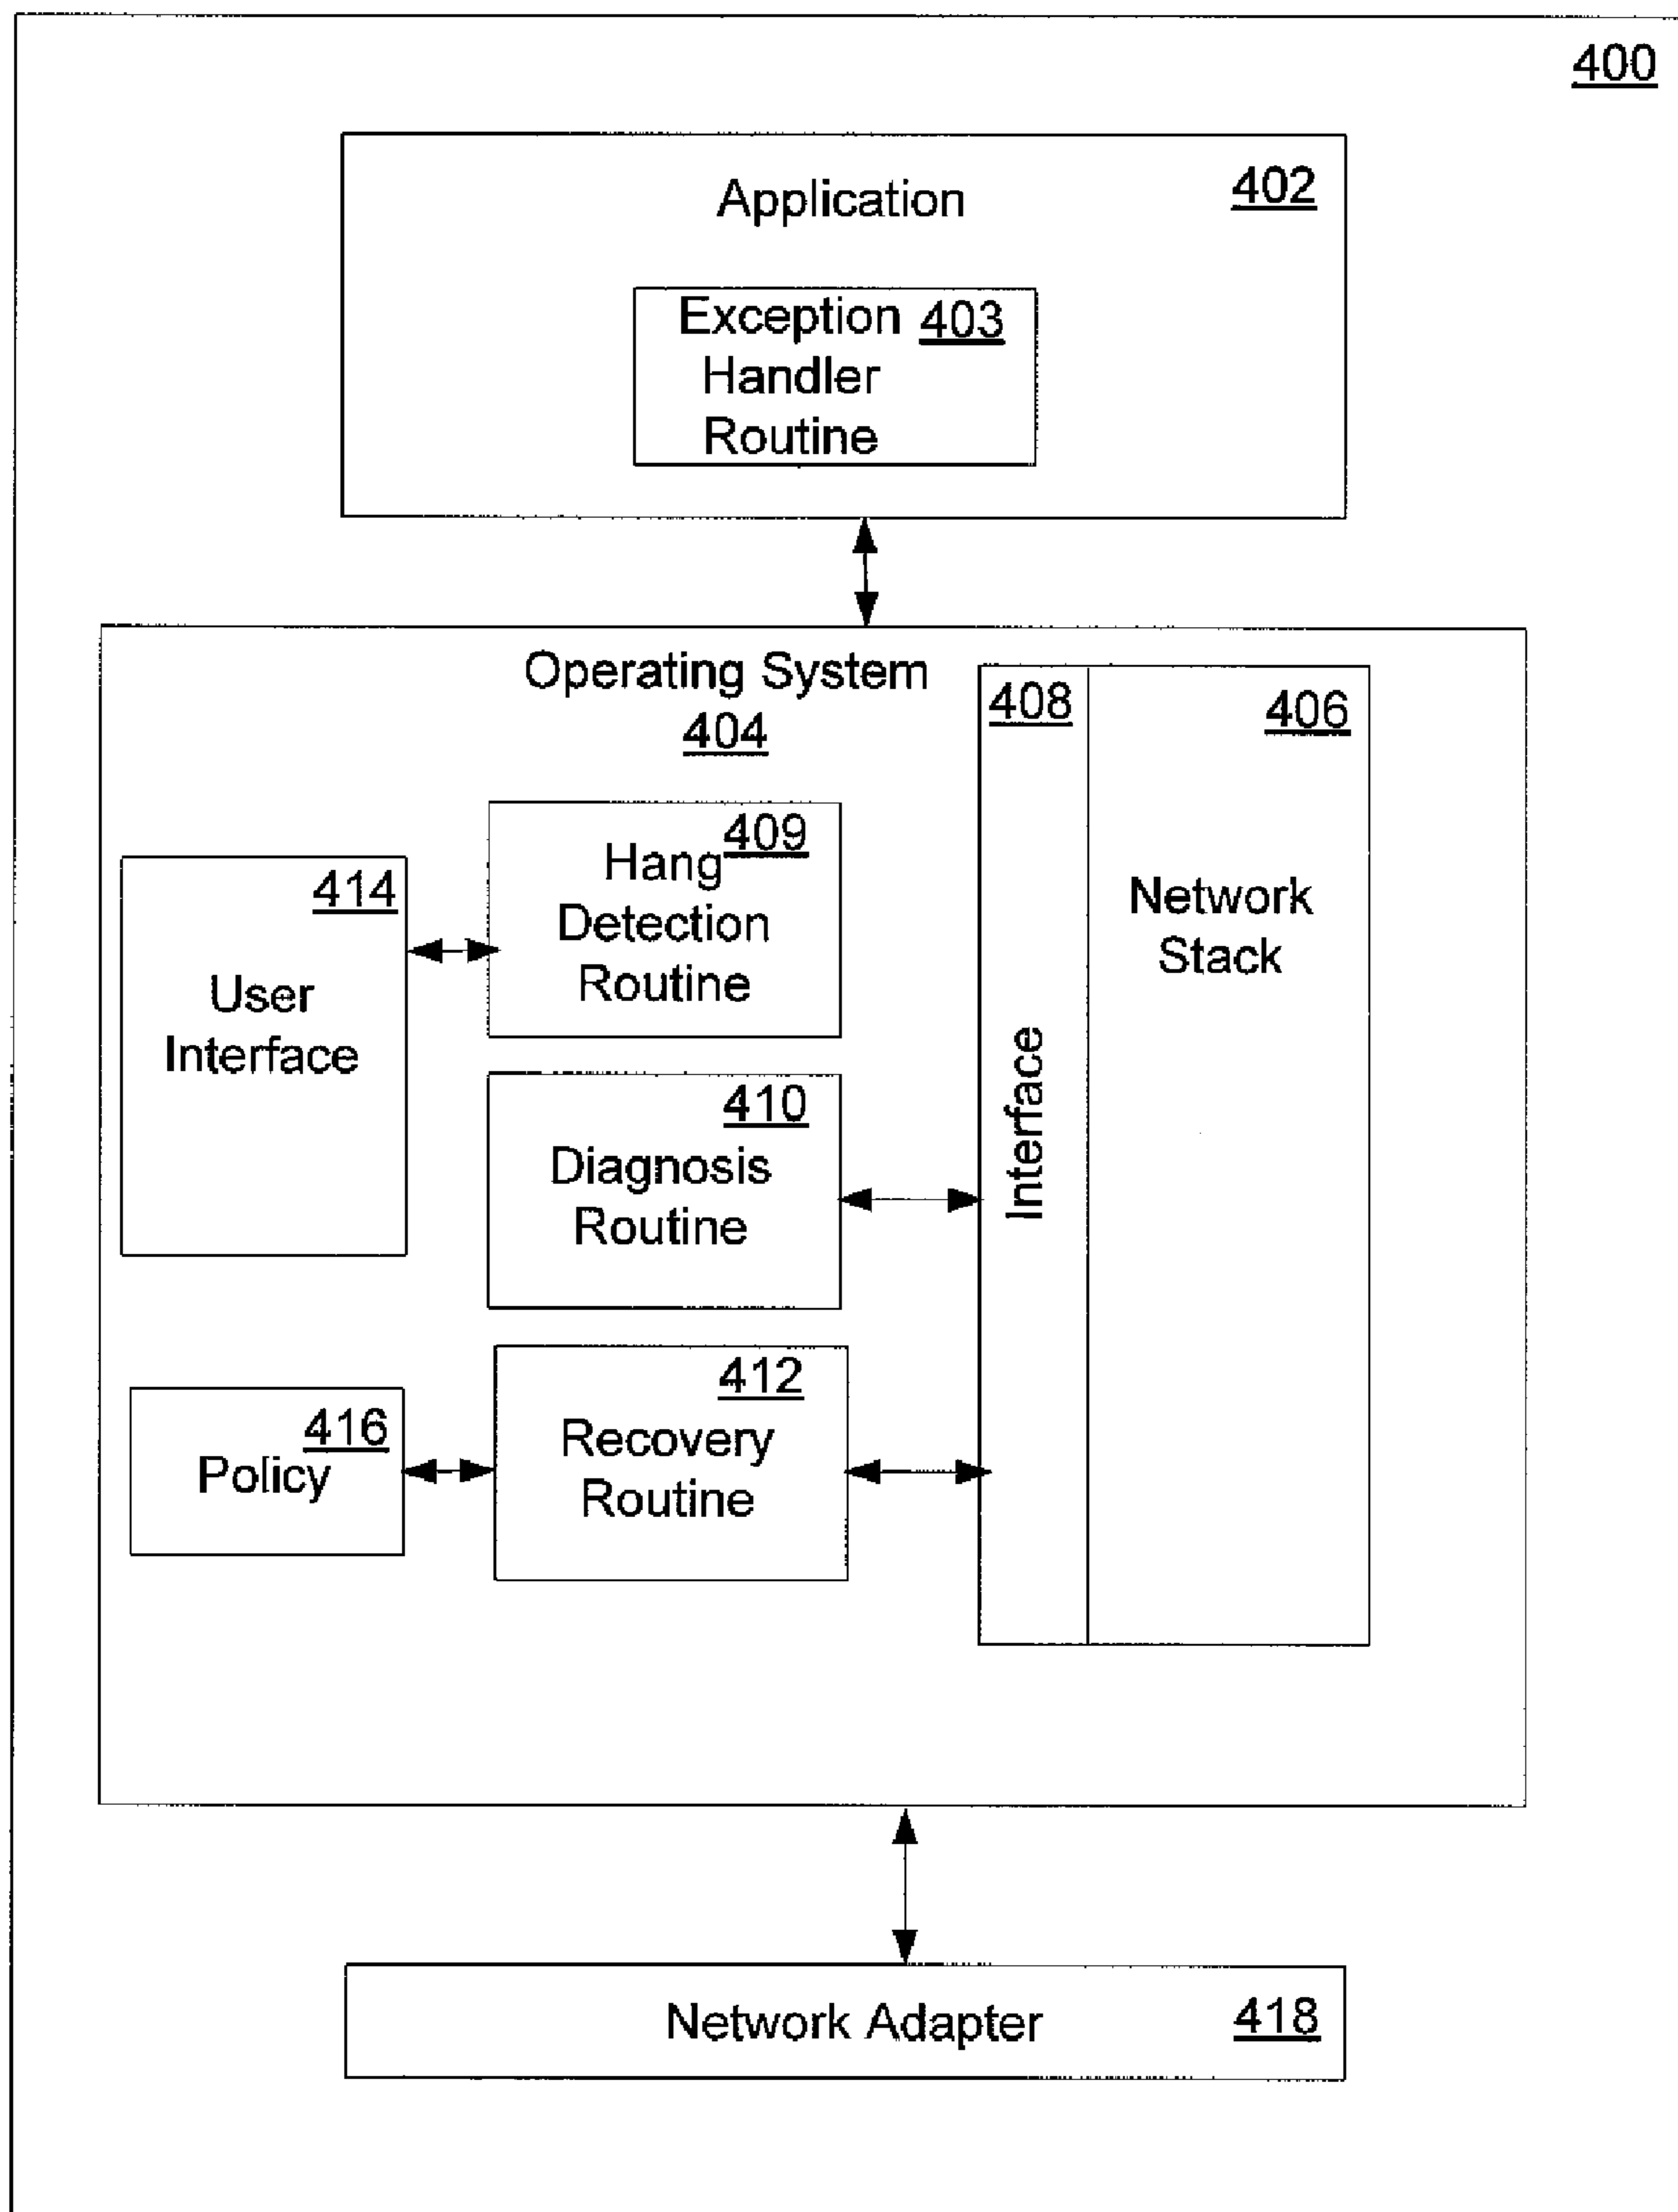 400
Application
402
Exception 403
Handler
Routine
Operating System
404
408
406
Interface
Network
Stack
409
Hang
Detection
Routine
414
User
Interface
410
Diagnosis
Routine
412
Recovery
Routine
416
Policy
Network Adapter
418